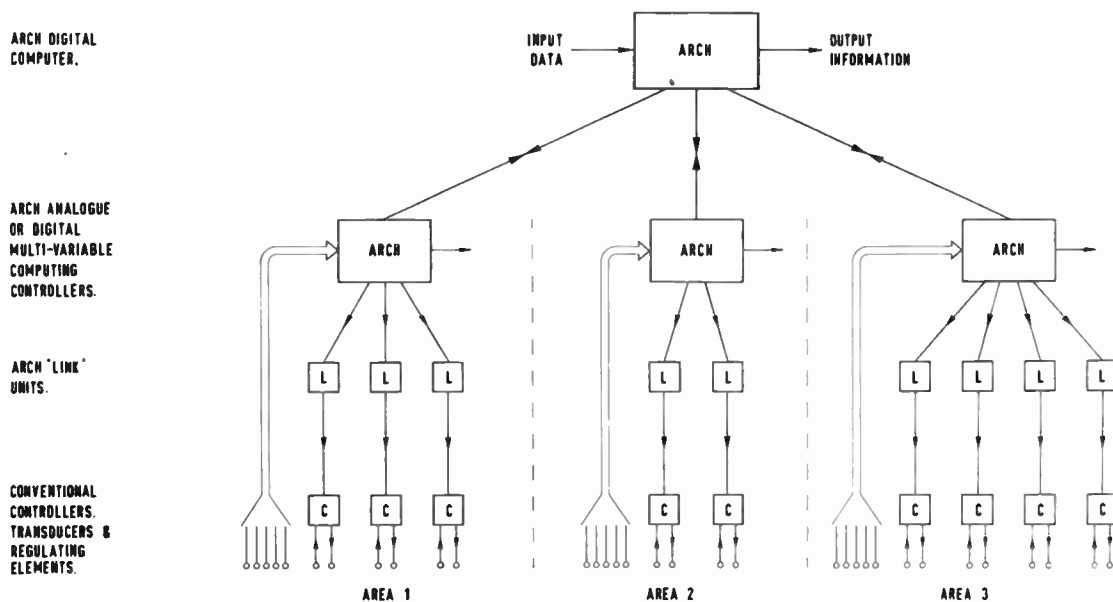 ARCH DIGITAL
COMPUTER.
INPUT
DATA
ARCH
OUTPUT
INFORMATION
ARCH ANALOGUE
OR DIGITAL
MULTI-VARIABLE
COMPUTING
CONTROLLERS.
ARCH
ARCH
ARCH
ARCH "LINK"
UNITS.
L L L
L L
L L L L
CONVENTIONAL
CONTROLLERS.
TRANSDUCERS &
REGULATING
ELEMENTS.
C C C
C C
C C C C
AREA 1
AREA 2
AREA 3